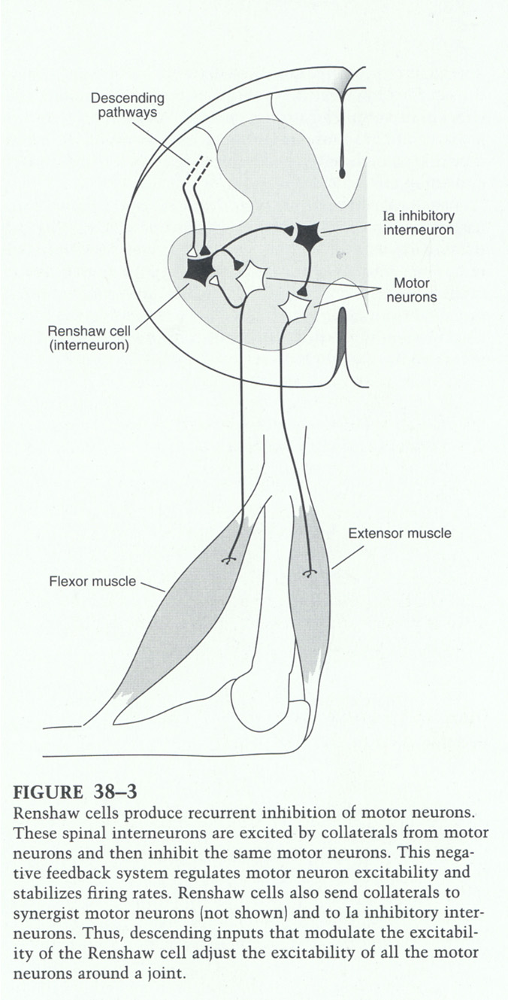 Descending
pathways
Ia inhibitory
interneuron
Motor
neurons
Renshaw cell
(interneuron)
Extensor muscle
Flexor muscle
FIGURE 38–3
Renshaw cells produce recurrent inhibition of motor neurons.
These spinal interneurons are excited by collaterals from motor
neurons and then inhibit the same motor neurons. This nega-
tive feedback system regulates motor neuron excitability and
stabilizes firing rates. Renshaw cells also send collaterals to
synergist motor neurons (not shown) and to Ia inhibitory inter-
neurons. Thus, descending inputs that modulate the excitabil-
ity of the Renshaw cell adjust the excitability of all the motor
neurons around a joint.